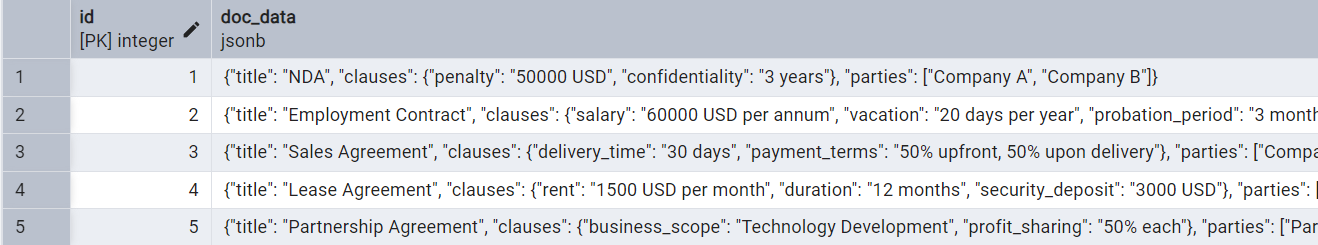 id doc_data
[PK] integer jsonb
1 1 {"title": "NDA", "clauses": {"penalty": "50000 USD", "confidentiality": "3 years"}, "parties": ["Company A", "Company B"]}
2 2 {"title": "Employment Contract", "clauses": {"salary": "60000 USD per annum", "vacation": "20 days per year", "probation_period": "3 month
3 3 {"title": "Sales Agreement", "clauses": {"delivery_time": "30 days", "payment_terms": "50% upfront, 50% upon delivery"}, "parties": ["Compa
4 4 {"title": "Lease Agreement", "clauses": {"rent": "1500 USD per month", "duration": "12 months", "security_deposit": "3000 USD"}, "parties": [
5 5 {"title": "Partnership Agreement", "clauses": {"business_scope": "Technology Development", "profit_sharing": "50% each"}, "parties": ["Par